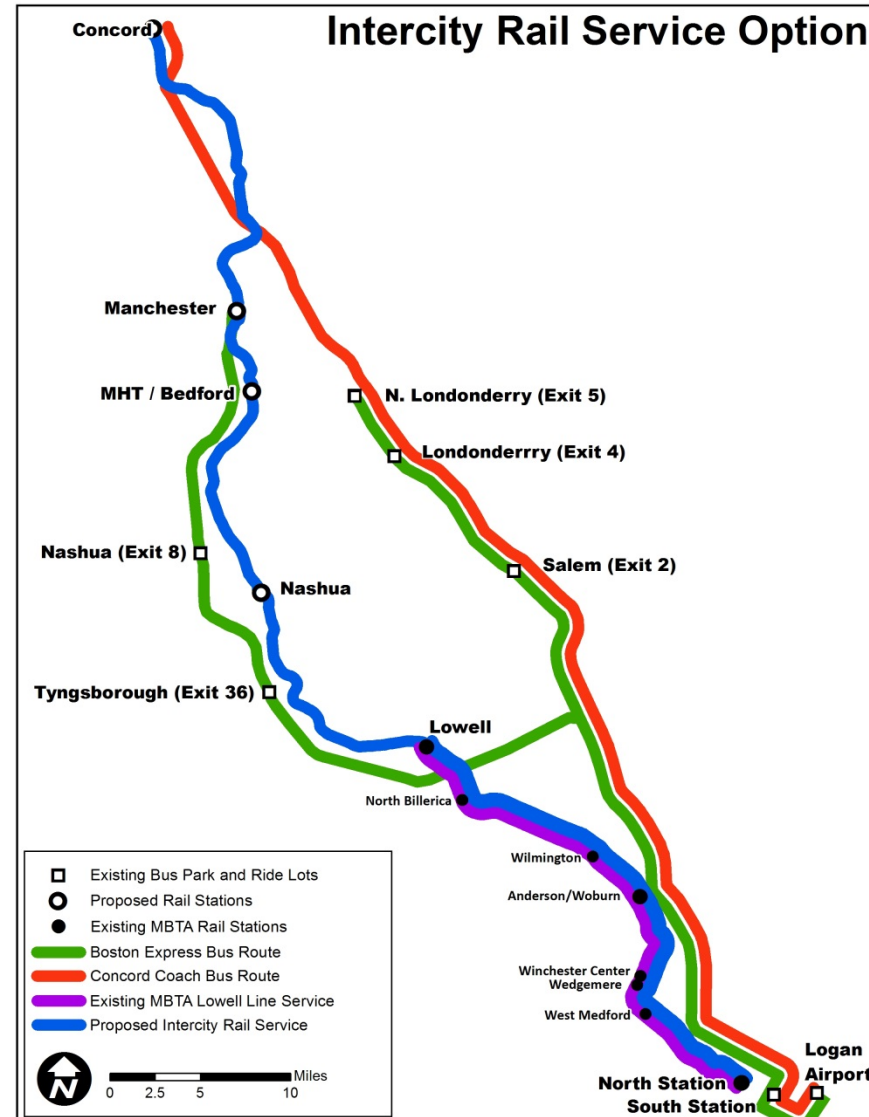 Intercity Rail Service Option
Concord
Manchester
MHT / Bedford
N. Londonderry (Exit 5)
Londonderrry (Exit 4)
Nashua (Exit 8)
Salem (Exit 2)
Nashua
Tyngsborough (Exit 36)
Lowell
North Billerica
Wilmington
Anderson/Woburn
Winchester Center
Wedgemere
West Medford
Logan
Airport
North Station
South Station
Existing Bus Park and Ride Lots
Proposed Rail Stations
Existing MBTA Rail Stations
Boston Express Bus Route
Concord Coach Bus Route
Existing MBTA Lowell Line Service
Proposed Intercity Rail Service
N
Miles
0 2.5 5 10